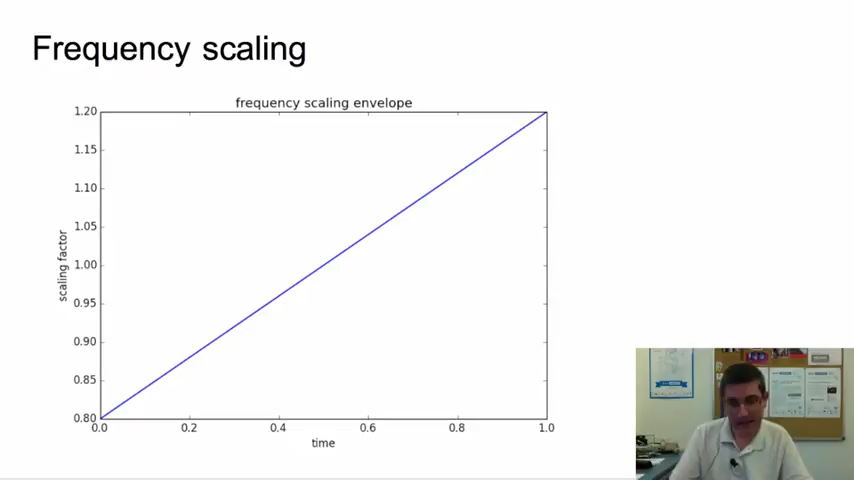 Frequency scaling
frequency scaling envelope
1.20
1.15
1.10
1.05
1.00
0.95
0.90
0.85
0.80
scaling factor
0.0 0.2 0.4 0.6 0.8 1.0
time